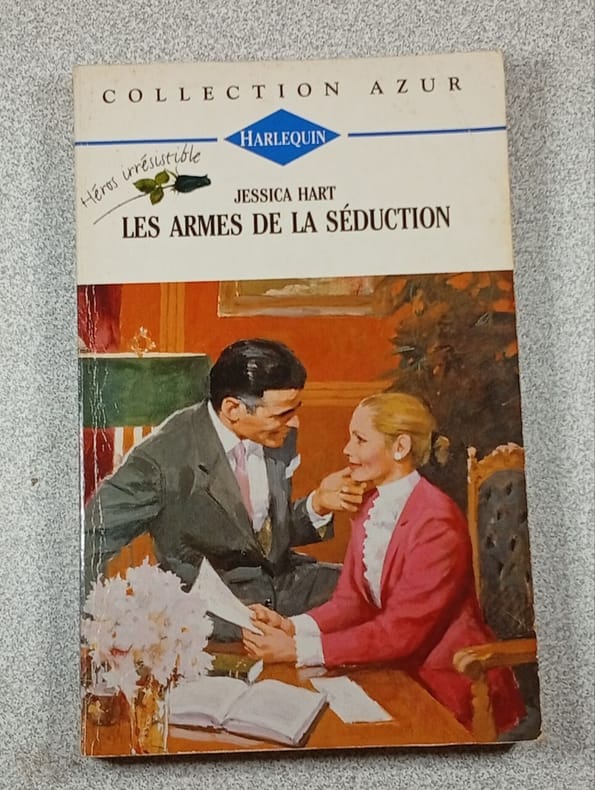 COLLECTION AZUR
HARLEQUIN
Héros irrésistible
JESSICA HART
LES ARMES DE LA SÉDUCTION